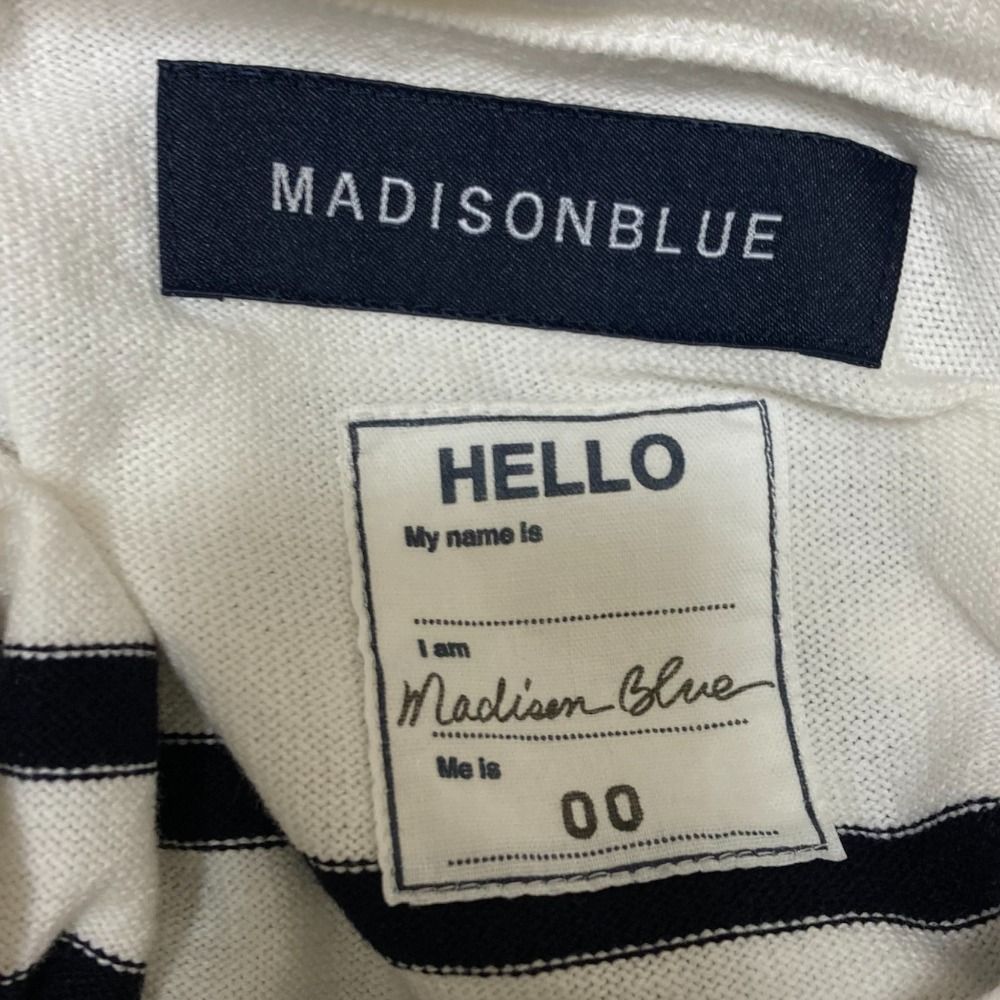 MADISONBLUE
HELLO
My name is
I am
Madison Blue
Me is
00